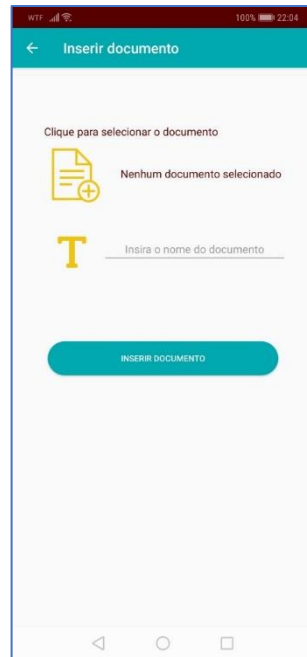 WTF 100% 22:04
Inserir documento
Clique para selecionar o documento
Nenhum documento selecionado
T
Insira o nome do documento
INSERIR DOCUMENTO